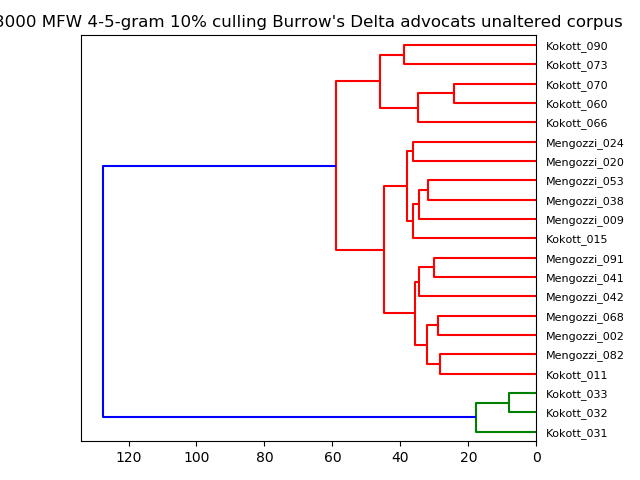 3000 MFW 4-5-gram 10% culling Burrow's Delta advocats unaltered corpus
Kokott_090
Kokott_073
Kokott_070
Kokott_060
Kokott_066
Mengozzi_024
Mengozzi_020
Mengozzi_053
Mengozzi_038
Mengozzi_009
Kokott_015
Mengozzi_091
Mengozzi_041
Mengozzi_042
Mengozzi_068
Mengozzi_002
Mengozzi_082
Kokott_011
Kokott_033
Kokott_032
Kokott_031
120 100 80 60 40 20 0